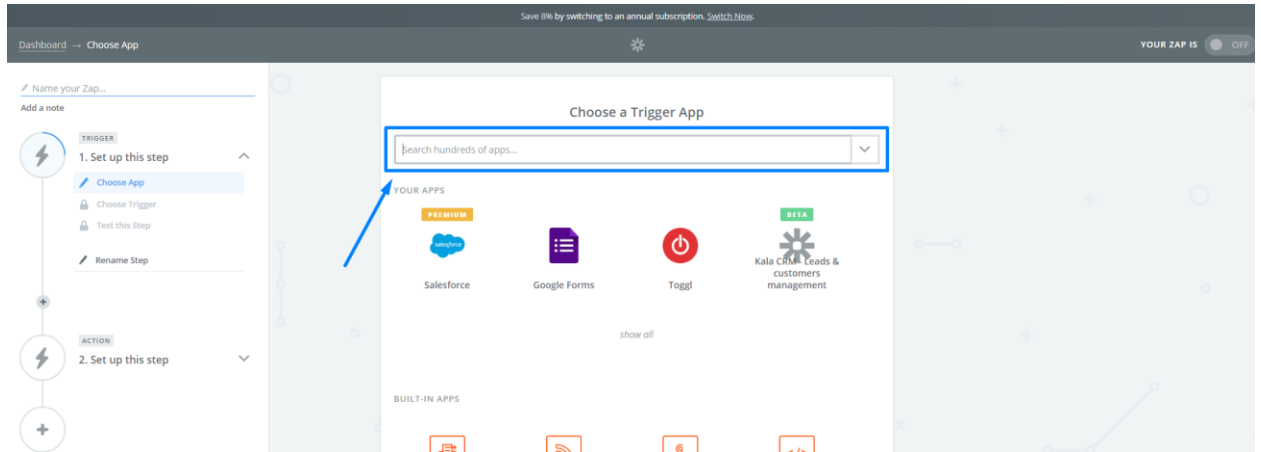 Save 8% by switching to an annual subscription. Switch Now.
Dashboard → Choose App
YOUR ZAP IS OFF
Name your Zap...
Add a note
TRIGGER
1. Set up this step
Choose App
Choose Trigger
Test this Step
Rename Step
ACTION
2. Set up this step
Choose a Trigger App
Search hundreds of apps...
YOUR APPS
PREMIUM
salesforce
Salesforce
Google Forms
Toggl
BETA
Kala CRM - Leads &
customers
management
show all
BUILT-IN APPS